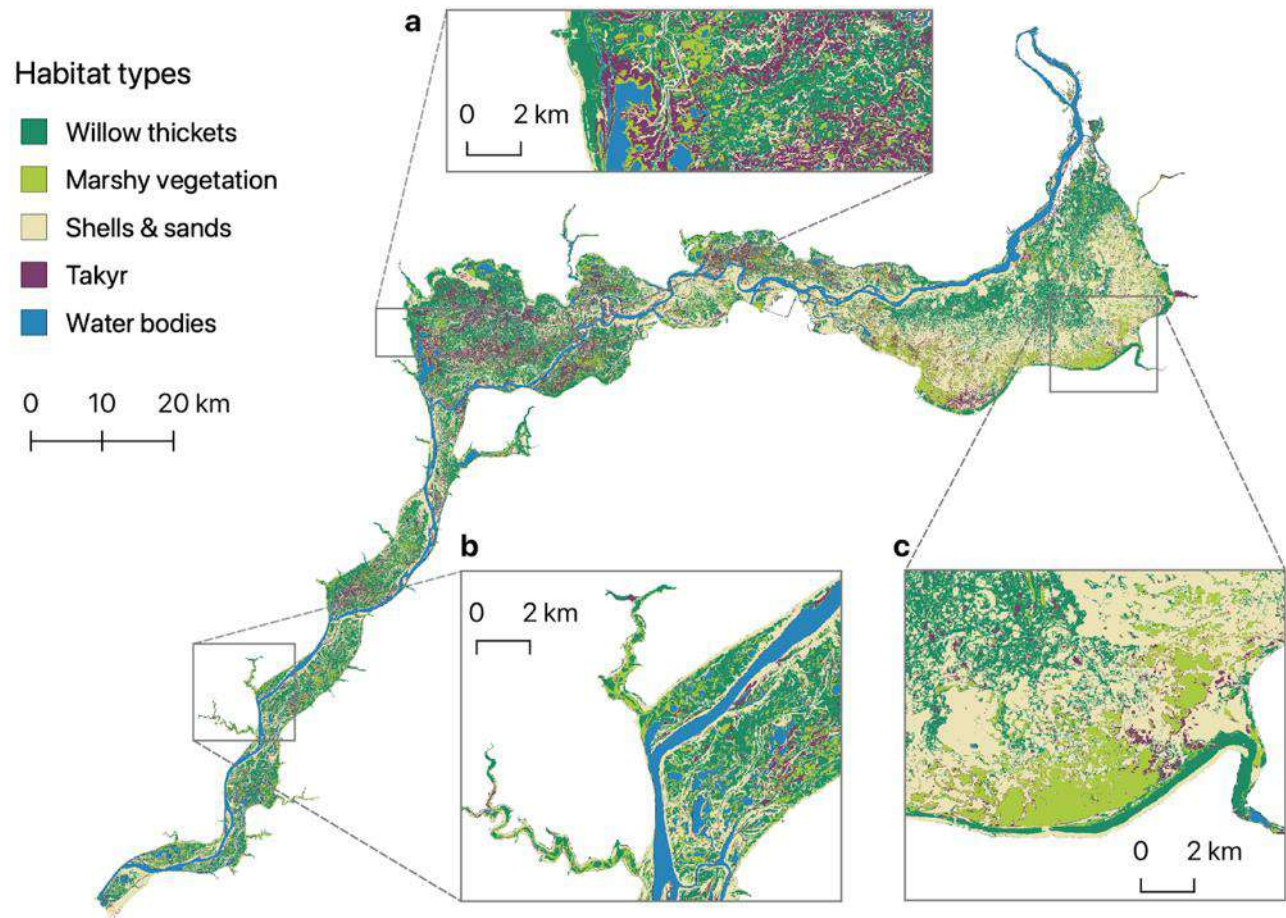 a
0 2 km
Habitat types
Willow thickets
Marshy vegetation
Shells & sands
Takyr
Water bodies
0 10 20 km
b
0 2 km
c
0 2 km